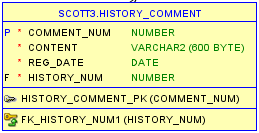 SCOTT3.HISTORY_COMMENT
P * COMMENT_NUM NUMBER
* CONTENT VARCHAR2 (600 BYTE)
* REG_DATE DATE
F * HISTORY_NUM NUMBER
HISTORY_COMMENT_PK (COMMENT_NUM)
FK_HISTORY_NUM1 (HISTORY_NUM)